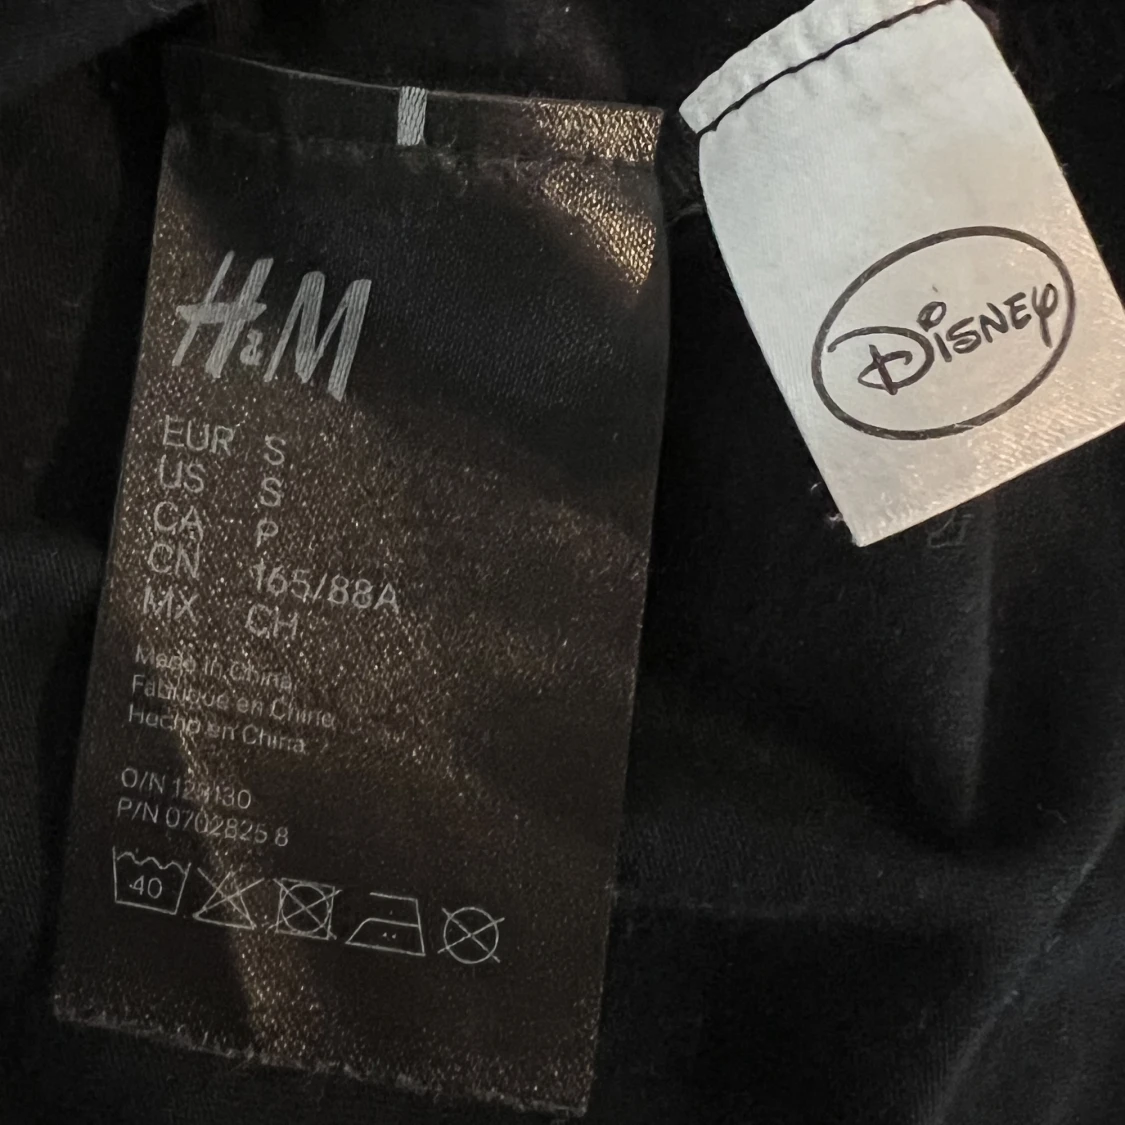 H&M
EUR S
US S
CA P
CN 165/88A
MX CH
Made in China
Fabriqué en Chine
Hecho en China
O/N
P/N 0702825 8
40
Disney